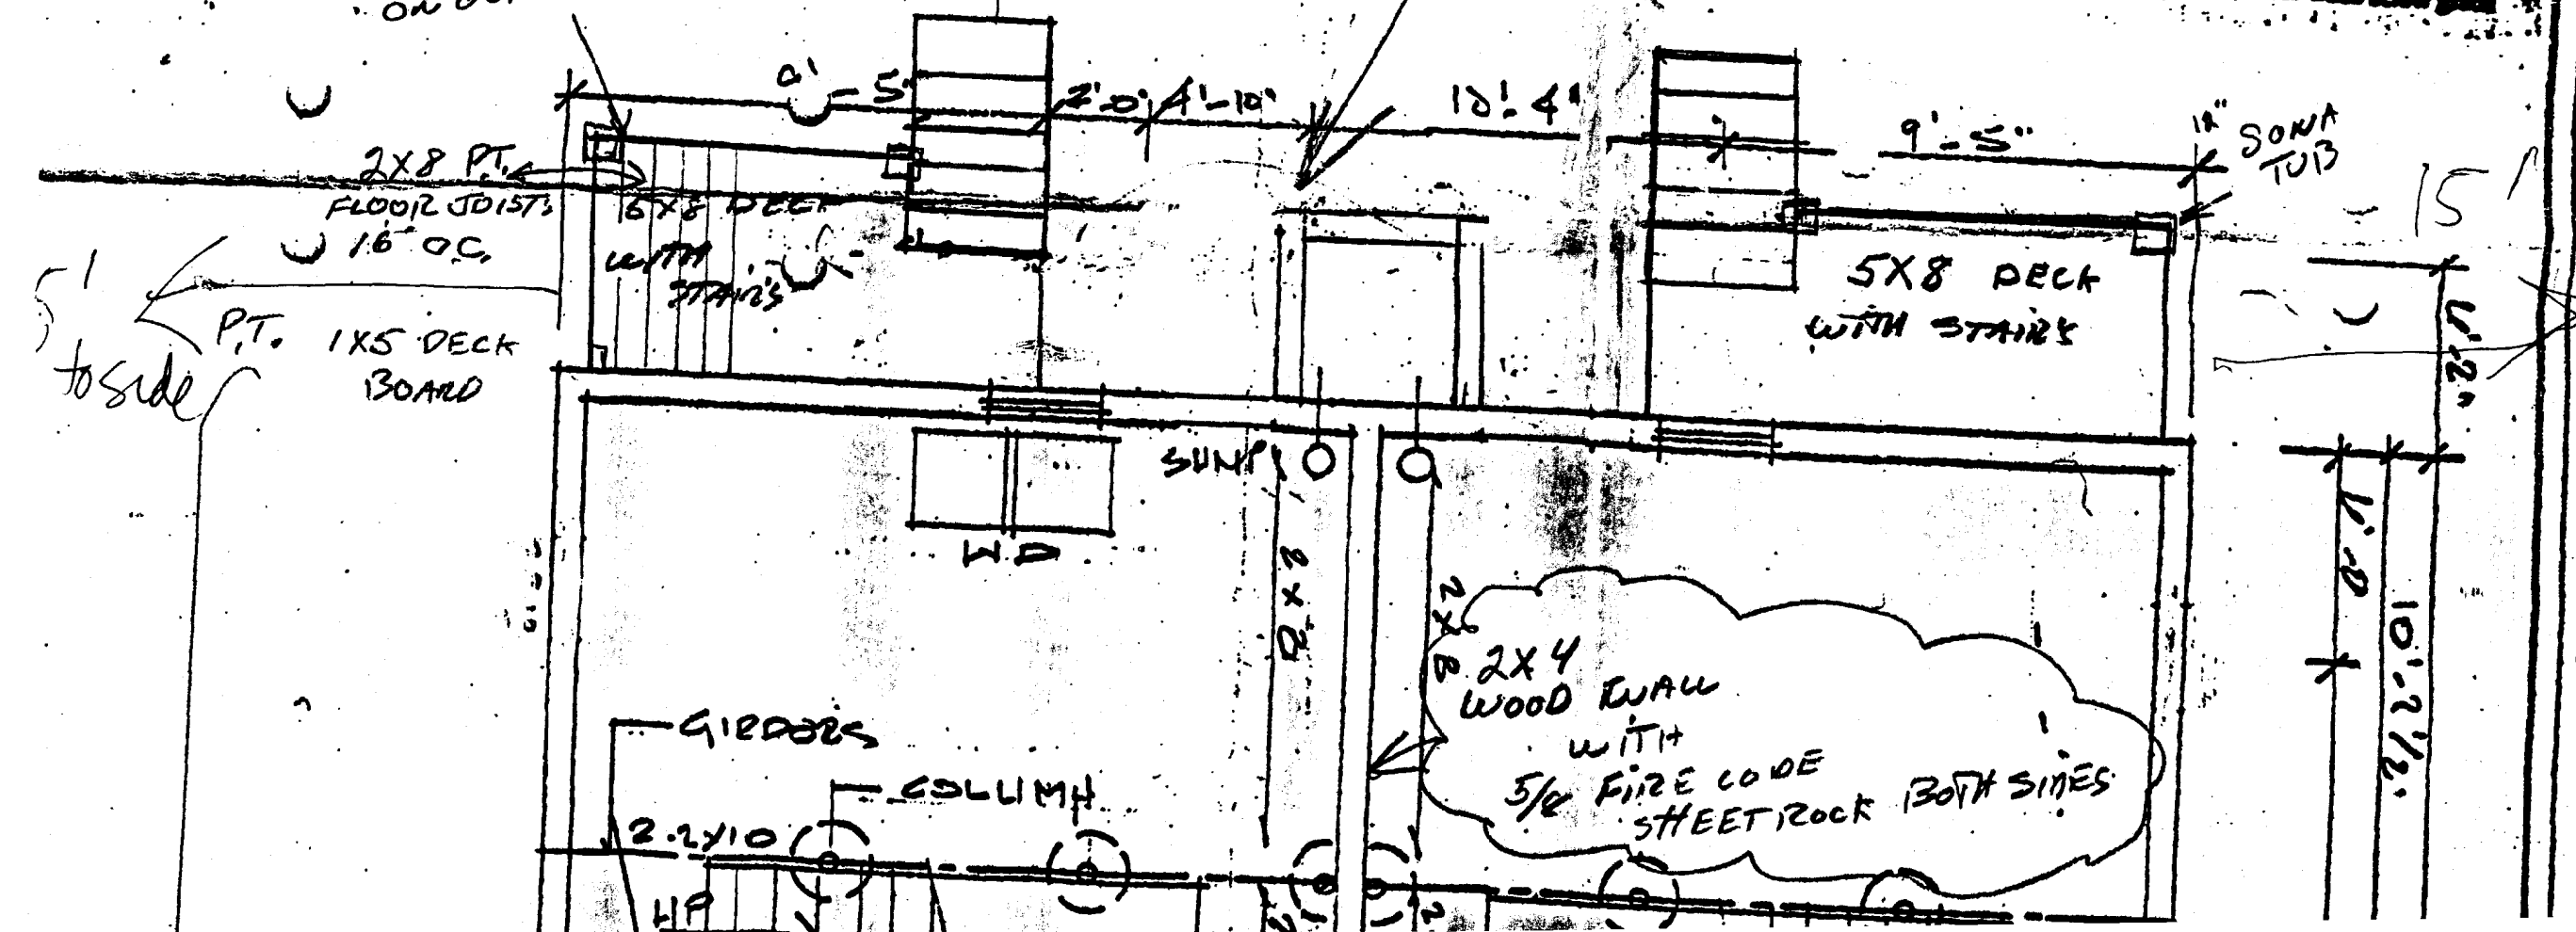 ON
9'-5"
2'-0"
4'-10"
10'-4"
9'-5"
12"
SONA
TUB
2X8 P.T.
FLOOR JOISTS
16" O.C.
5X8 DECK
WITH
STAIRS
15'
5'
to side
P.T. 1X5 DECK
BOARD
5X8 DECK
WITH STAIRS
SUMP
W.D
2x8
2x8
10'-2 1/2"
2X4
WOOD WALL
WITH
5/8 FIRE CODE
SHEETROCK BOTH SIDES
GIRDERS
COLUMN
2-2x10